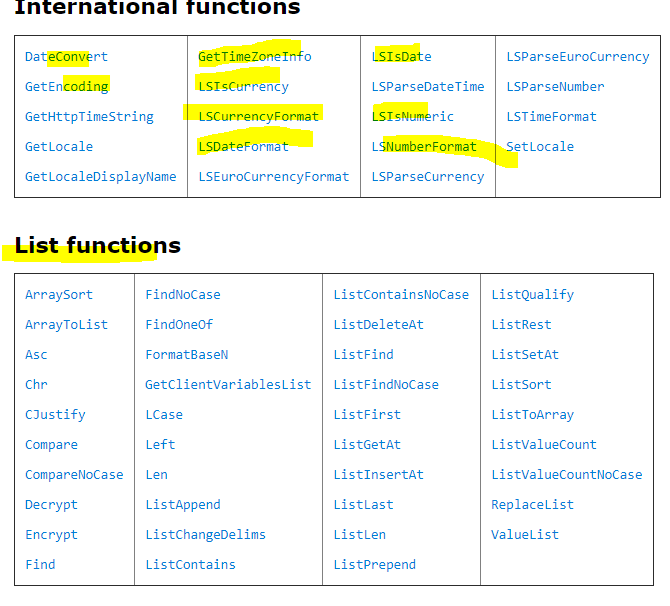 International functions
DateConvert GetTimeZoneInfo LSIsDate LSParseEuroCurrency
GetEncoding LSIsCurrency LSParseDateTime LSParseNumber
GetHttpTimeString LSCurrencyFormat LSIsNumeric LSTimeFormat
GetLocale LSDateFormat LSNumberFormat SetLocale
GetLocaleDisplayName LSEuroCurrencyFormat LSParseCurrency
List functions
ArraySort FindNoCase ListContainsNoCase ListQualify
ArrayToList FindOneOf ListDeleteAt ListRest
Asc FormatBaseN ListFind ListSetAt
Chr GetClientVariablesList ListFindNoCase ListSort
CJustify LCase ListFirst ListToArray
Compare Left ListGetAt ListValueCount
CompareNoCase Len ListInsertAt ListValueCountNoCase
Decrypt ListAppend ListLast ReplaceList
Encrypt ListChangeDelims ListLen ValueList
Find ListContains ListPrepend